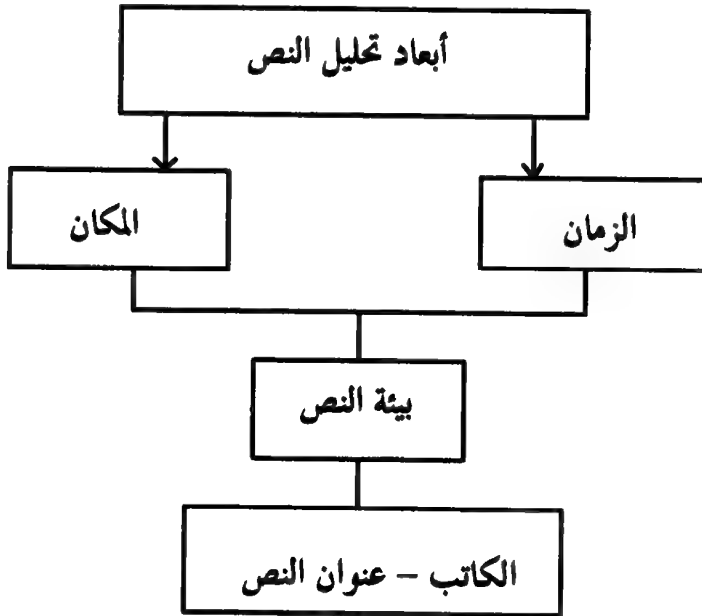 أبعاد تحليل النص
الزمان
المكان
بيئة النص
الكاتب – عنوان النص